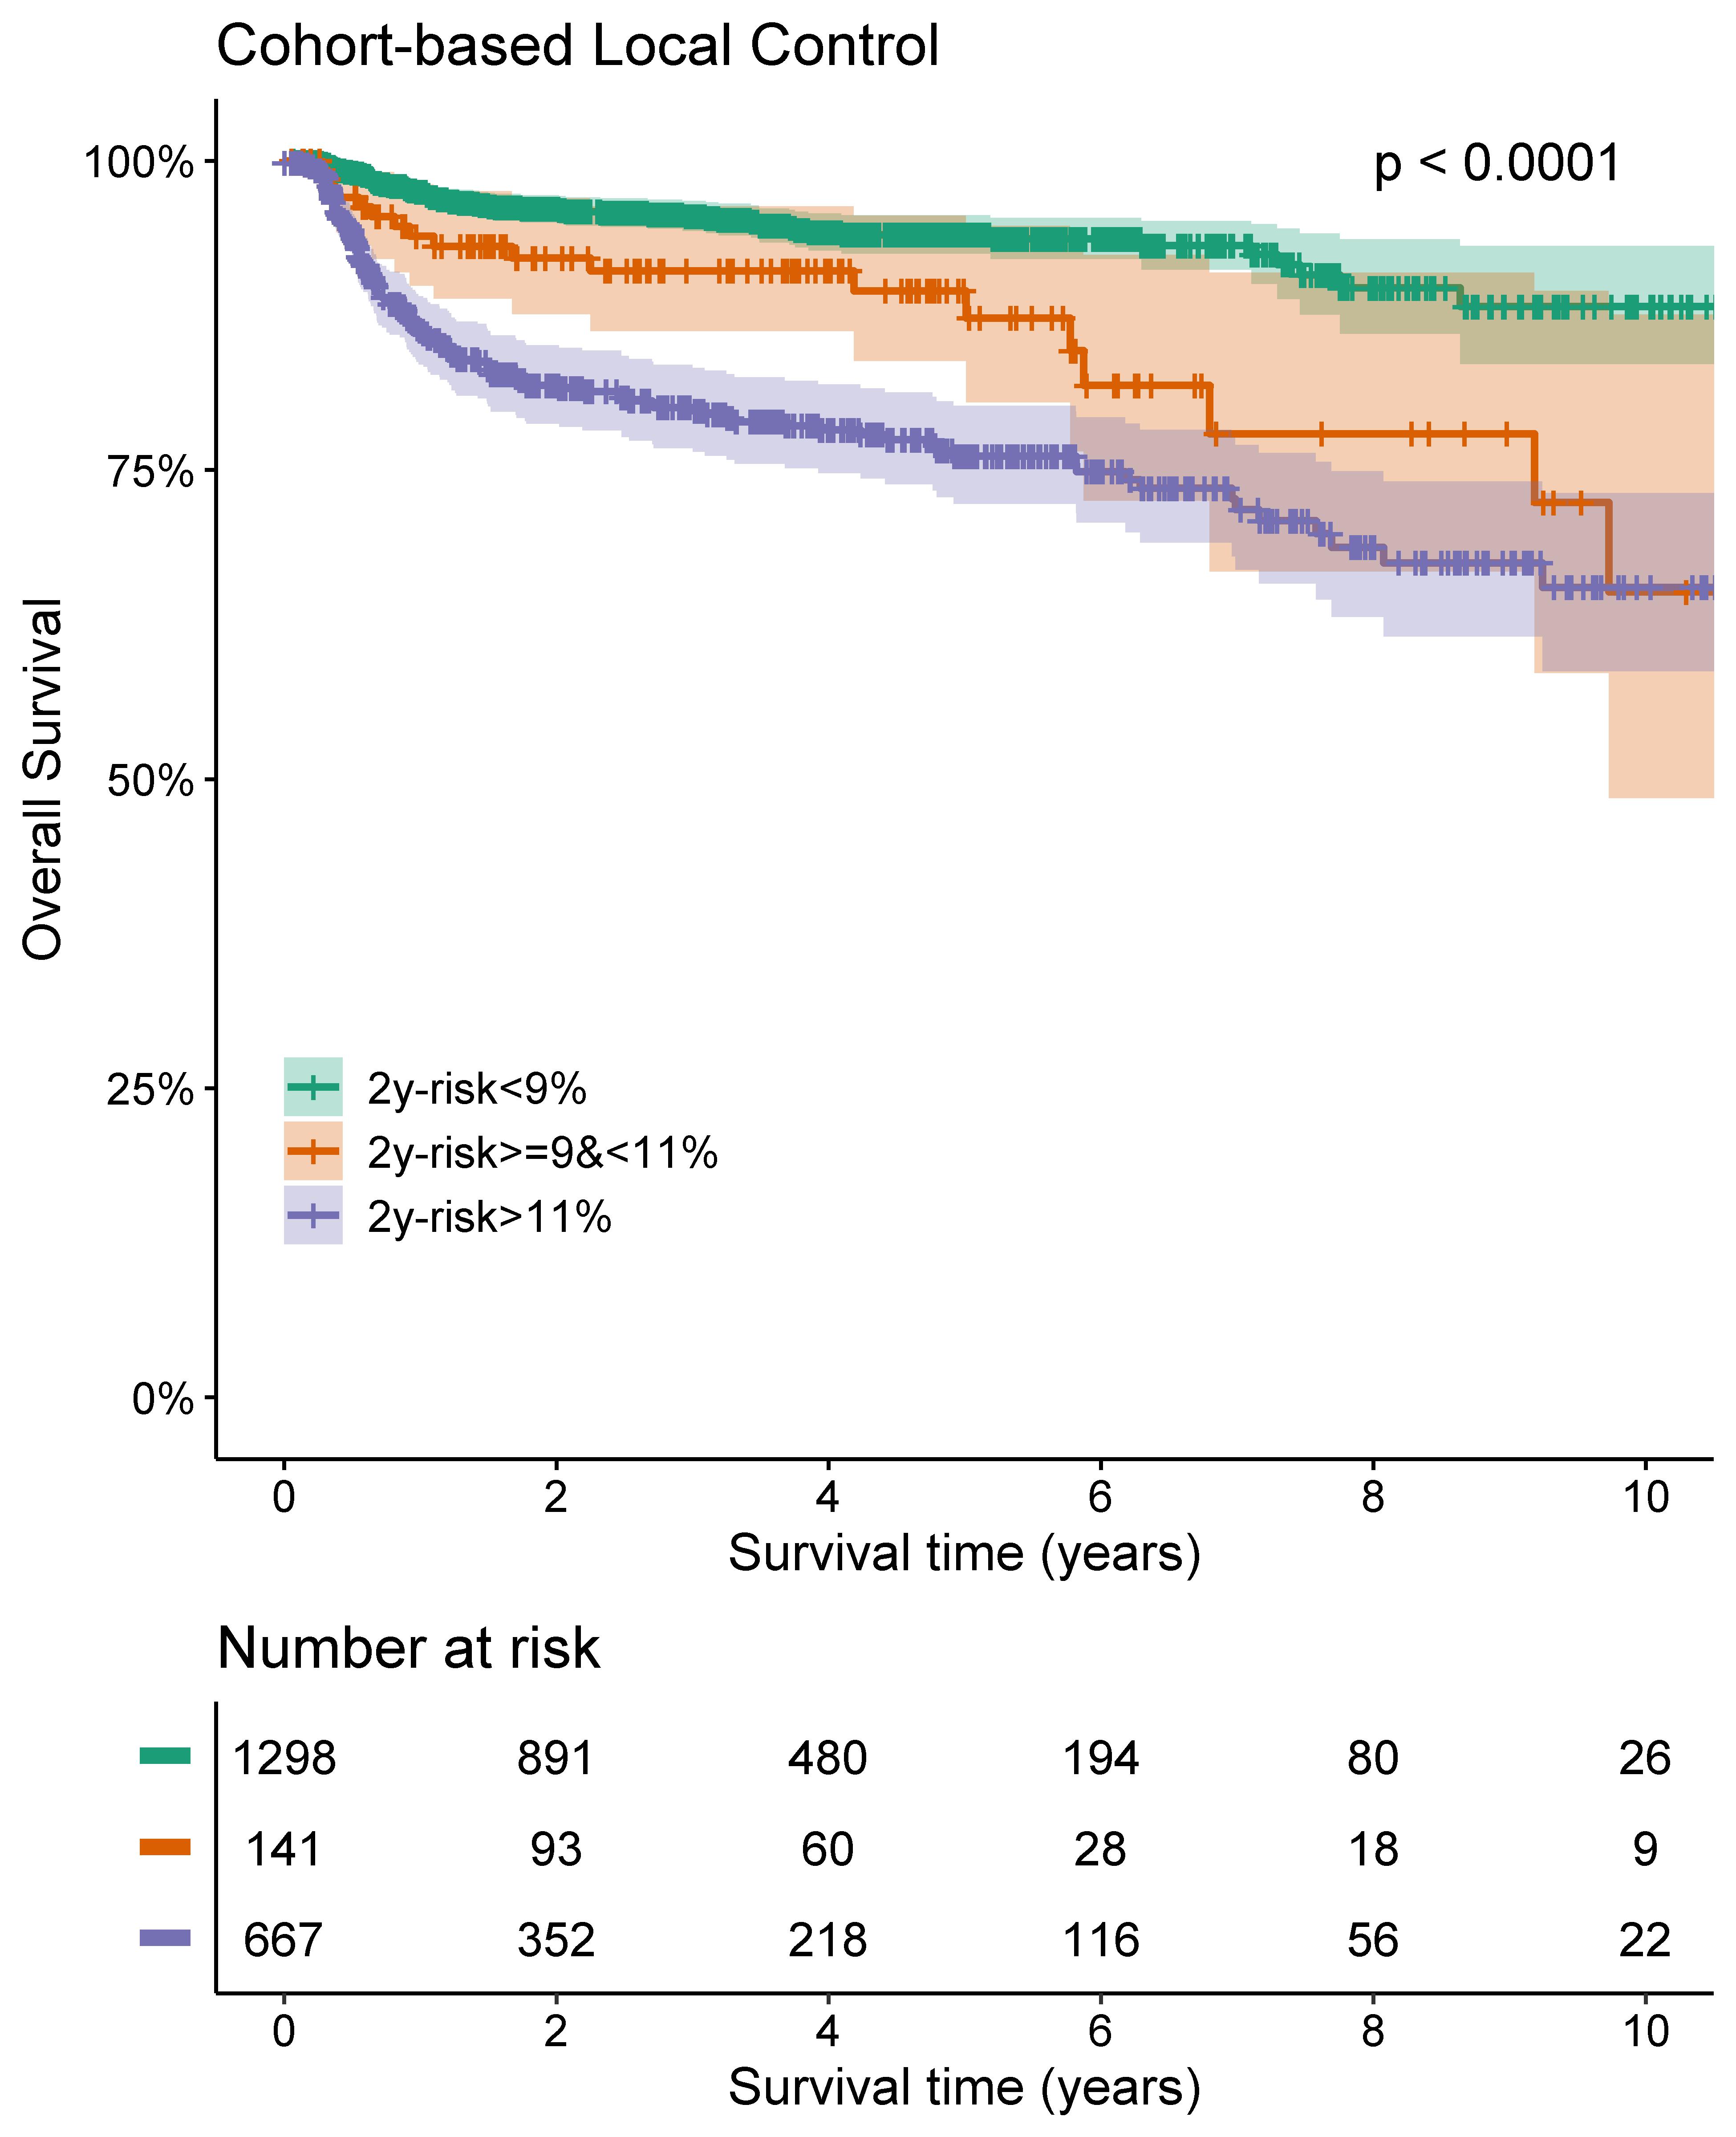 Cohort-based Local Control
p < 0.0001
100%
75%
50%
25%
0%
Overall Survival
2y-risk<9%
2y-risk>=9&<11%
2y-risk>11%
0 2 4 6 8 10
Survival time (years)
Number at risk
1298 891 480 194 80 26
141 93 60 28 18 9
667 352 218 116 56 22
0 2 4 6 8 10
Survival time (years)